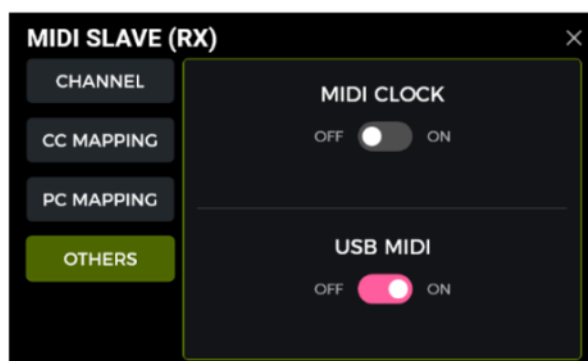 MIDI SLAVE (RX)
CHANNEL
CC MAPPING
PC MAPPING
OTHERS
MIDI CLOCK
OFF ON
USB MIDI
OFF ON